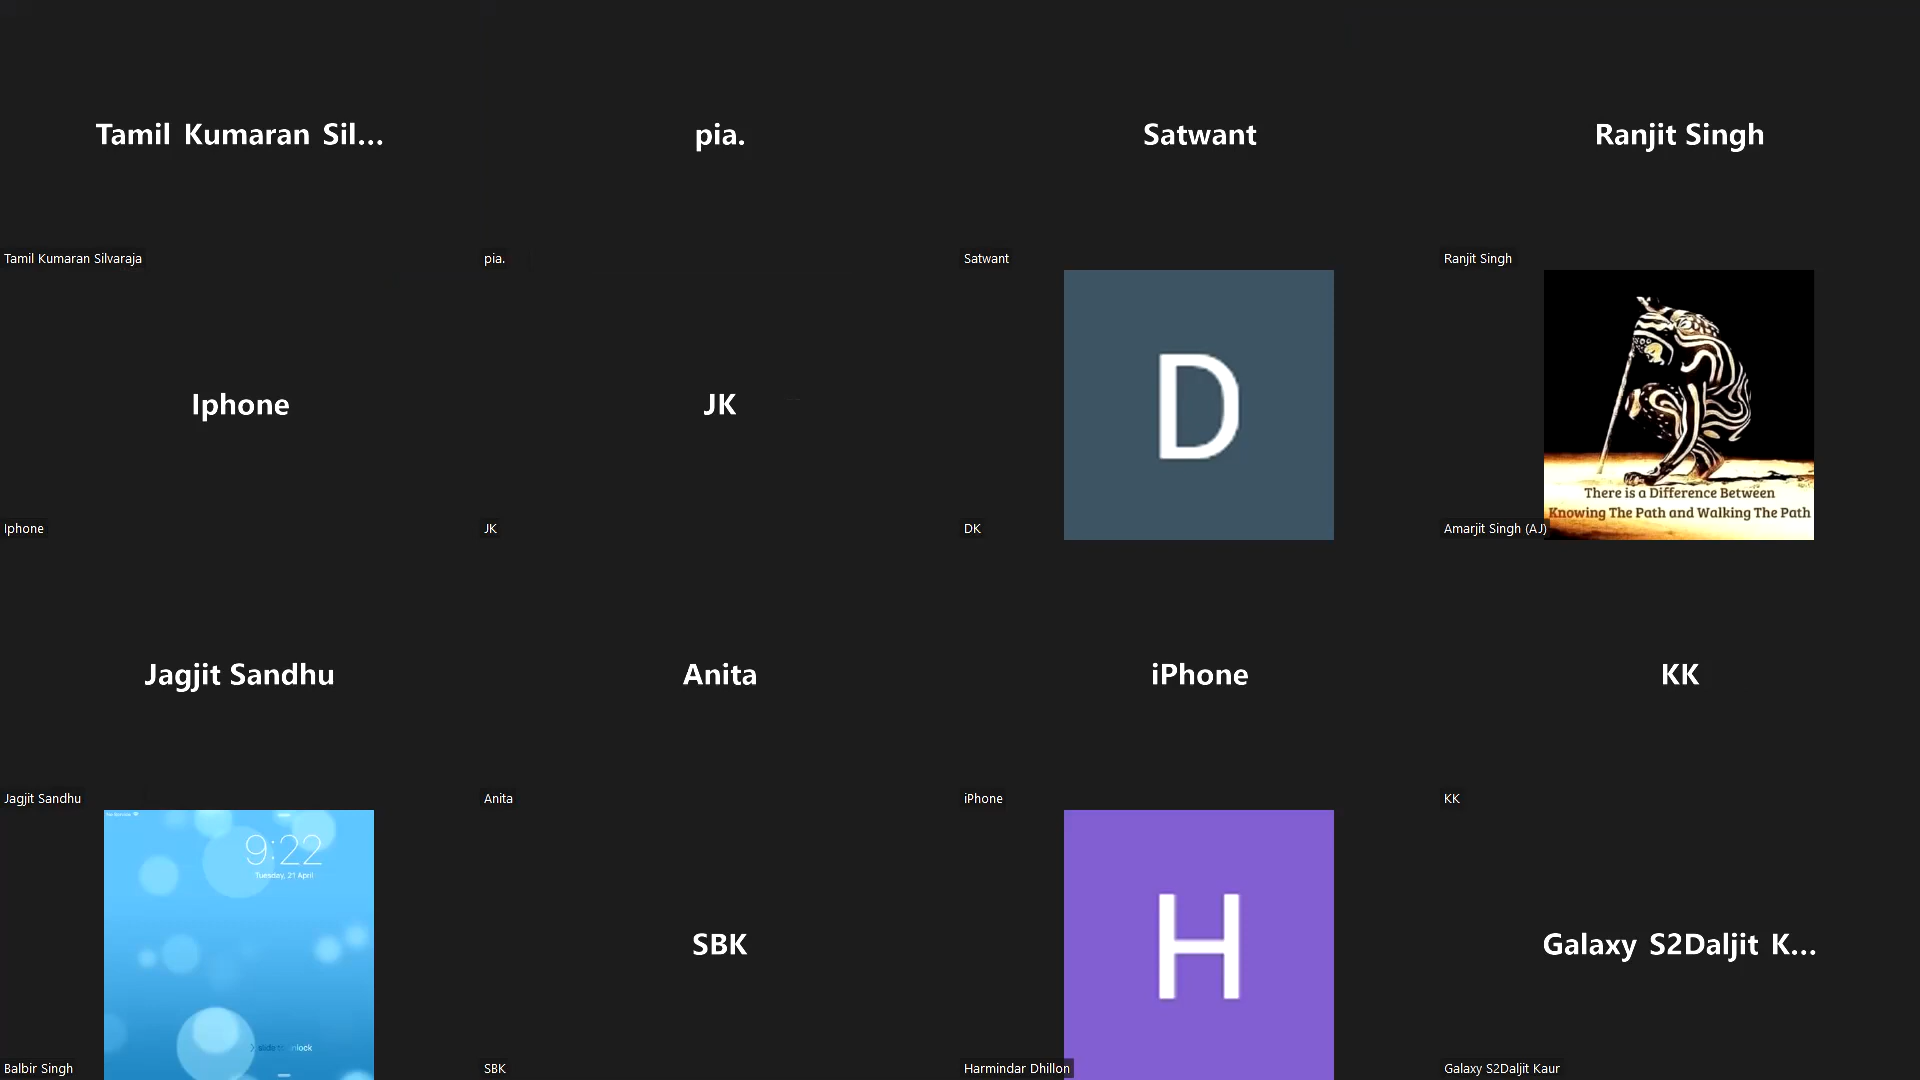 Tamil Kumaran Sil...
pia.
Satwant
Ranjit Singh
Tamil Kumaran Silvaraja
pia.
Satwant
Ranjit Singh
Iphone
JK
D
There is a Difference Between
Knowing The Path and Walking The Path
Iphone
JK
DK
Amarjit Singh (AJ)
Jagjit Sandhu
Anita
iPhone
KK
Jagjit Sandhu
Anita
iPhone
KK
9:22
Tuesday, 21 April
SBK
H
Galaxy S2Daljit K...
Balbir Singh
SBK
Harmindar Dhillon
Galaxy S2Daljit Kaur